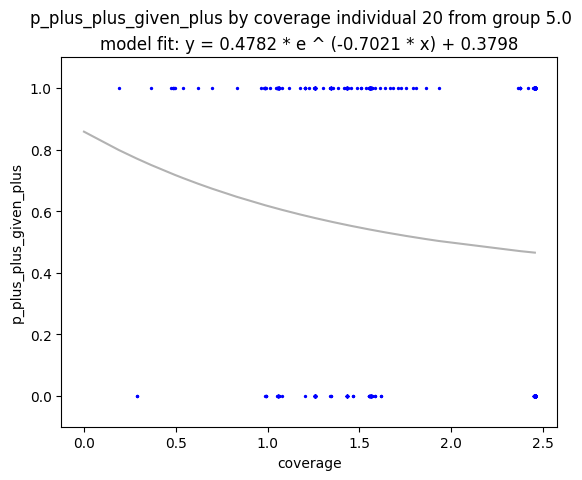 p_plus_plus_given_plus by coverage individual 20 from group 5.0
model fit: y = 0.4782 * e ^ (-0.7021 * x) + 0.3798
p_plus_plus_given_plus
1.0
0.8
0.6
0.4
0.2
0.0
0.0 0.5 1.0 1.5 2.0 2.5
coverage